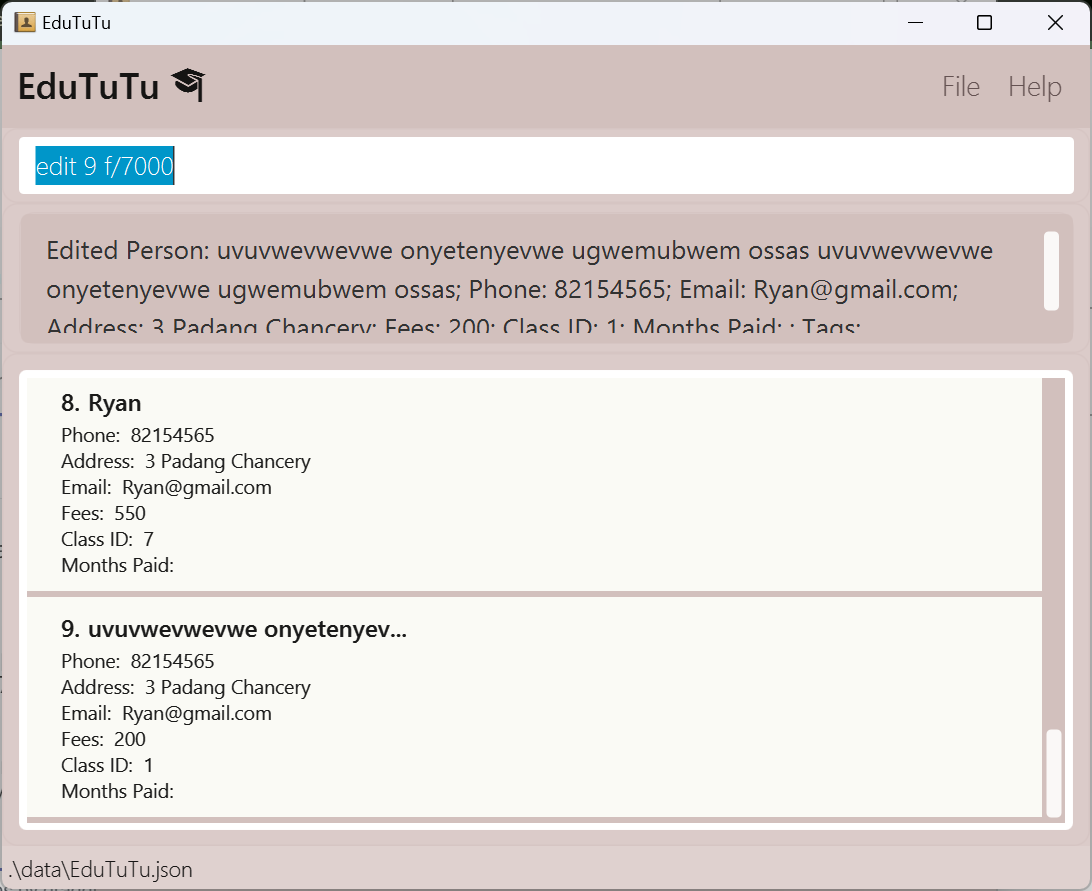 EduTuTu
EduTuTu
File Help
edit 9 f/7000
Edited Person: uvuvwevwevwe onyetenyevwe ugwemubwem ossas uvuvwevwevwe
onyetenyevwe ugwemubwem ossas; Phone: 82154565; Email: Ryan@gmail.com;
Address: 3 Padang Chancery; Fees: 200; Class ID: 1; Months Paid: ; Tags:
8. Ryan
Phone: 82154565
Address: 3 Padang Chancery
Email: Ryan@gmail.com
Fees: 550
Class ID: 7
Months Paid:
9. uvuvwevwevwe onyetenyev...
Phone: 82154565
Address: 3 Padang Chancery
Email: Ryan@gmail.com
Fees: 200
Class ID: 1
Months Paid:
.\data\EduTuTu.json